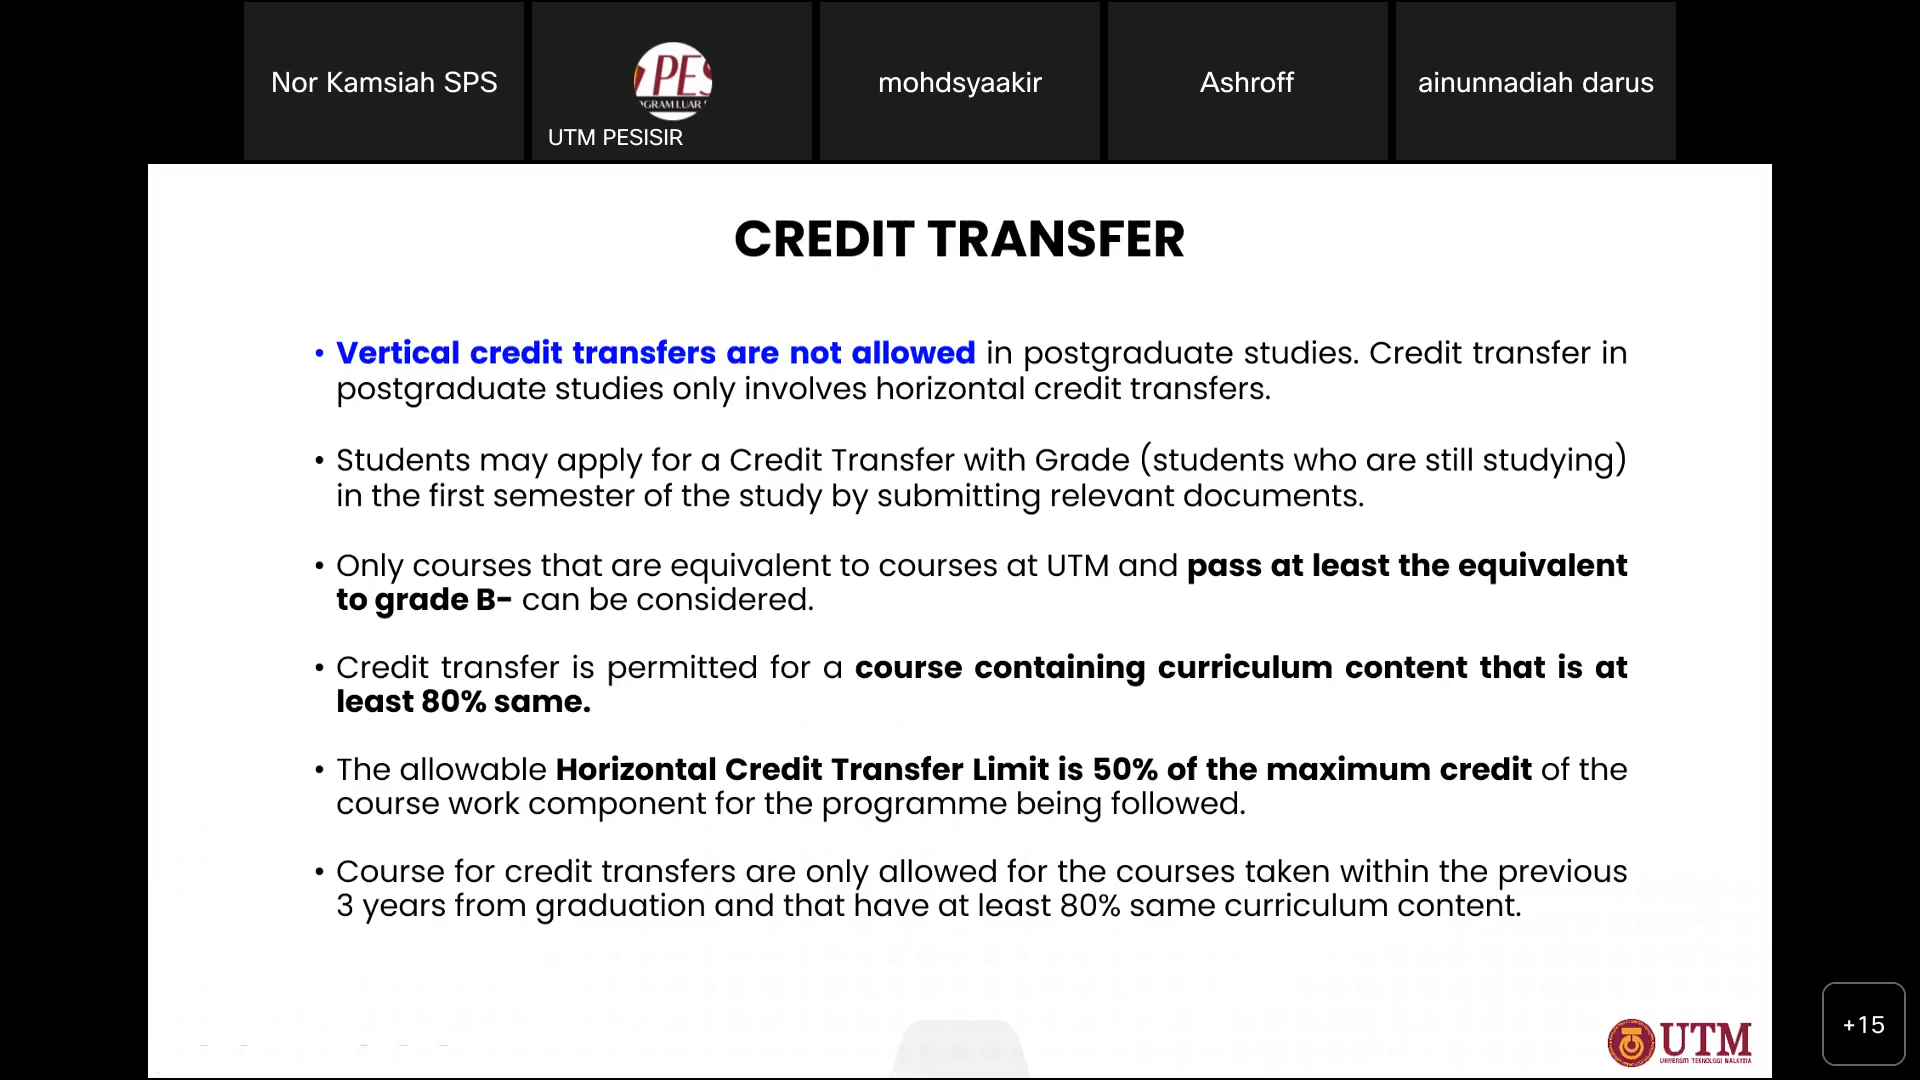 Nor Kamsiah SPS
PES
OGRAM LUAR
UTM PESISIR
mohdsyaakir
Ashroff
ainunnadiah darus
CREDIT TRANSFER
• Vertical credit transfers are not allowed in postgraduate studies. Credit transfer in
postgraduate studies only involves horizontal credit transfers.
• Students may apply for a Credit Transfer with Grade (students who are still studying)
in the first semester of the study by submitting relevant documents.
• Only courses that are equivalent to courses at UTM and pass at least the equivalent
to grade B- can be considered.
• Credit transfer is permitted for a course containing curriculum content that is at
least 80% same.
• The allowable Horizontal Credit Transfer Limit is 50% of the maximum credit of the
course work component for the programme being followed.
• Course for credit transfers are only allowed for the courses taken within the previous
3 years from graduation and that have at least 80% same curriculum content.
UTM
UNIVERSITI TEKNOLOGI MALAYSIA
+15